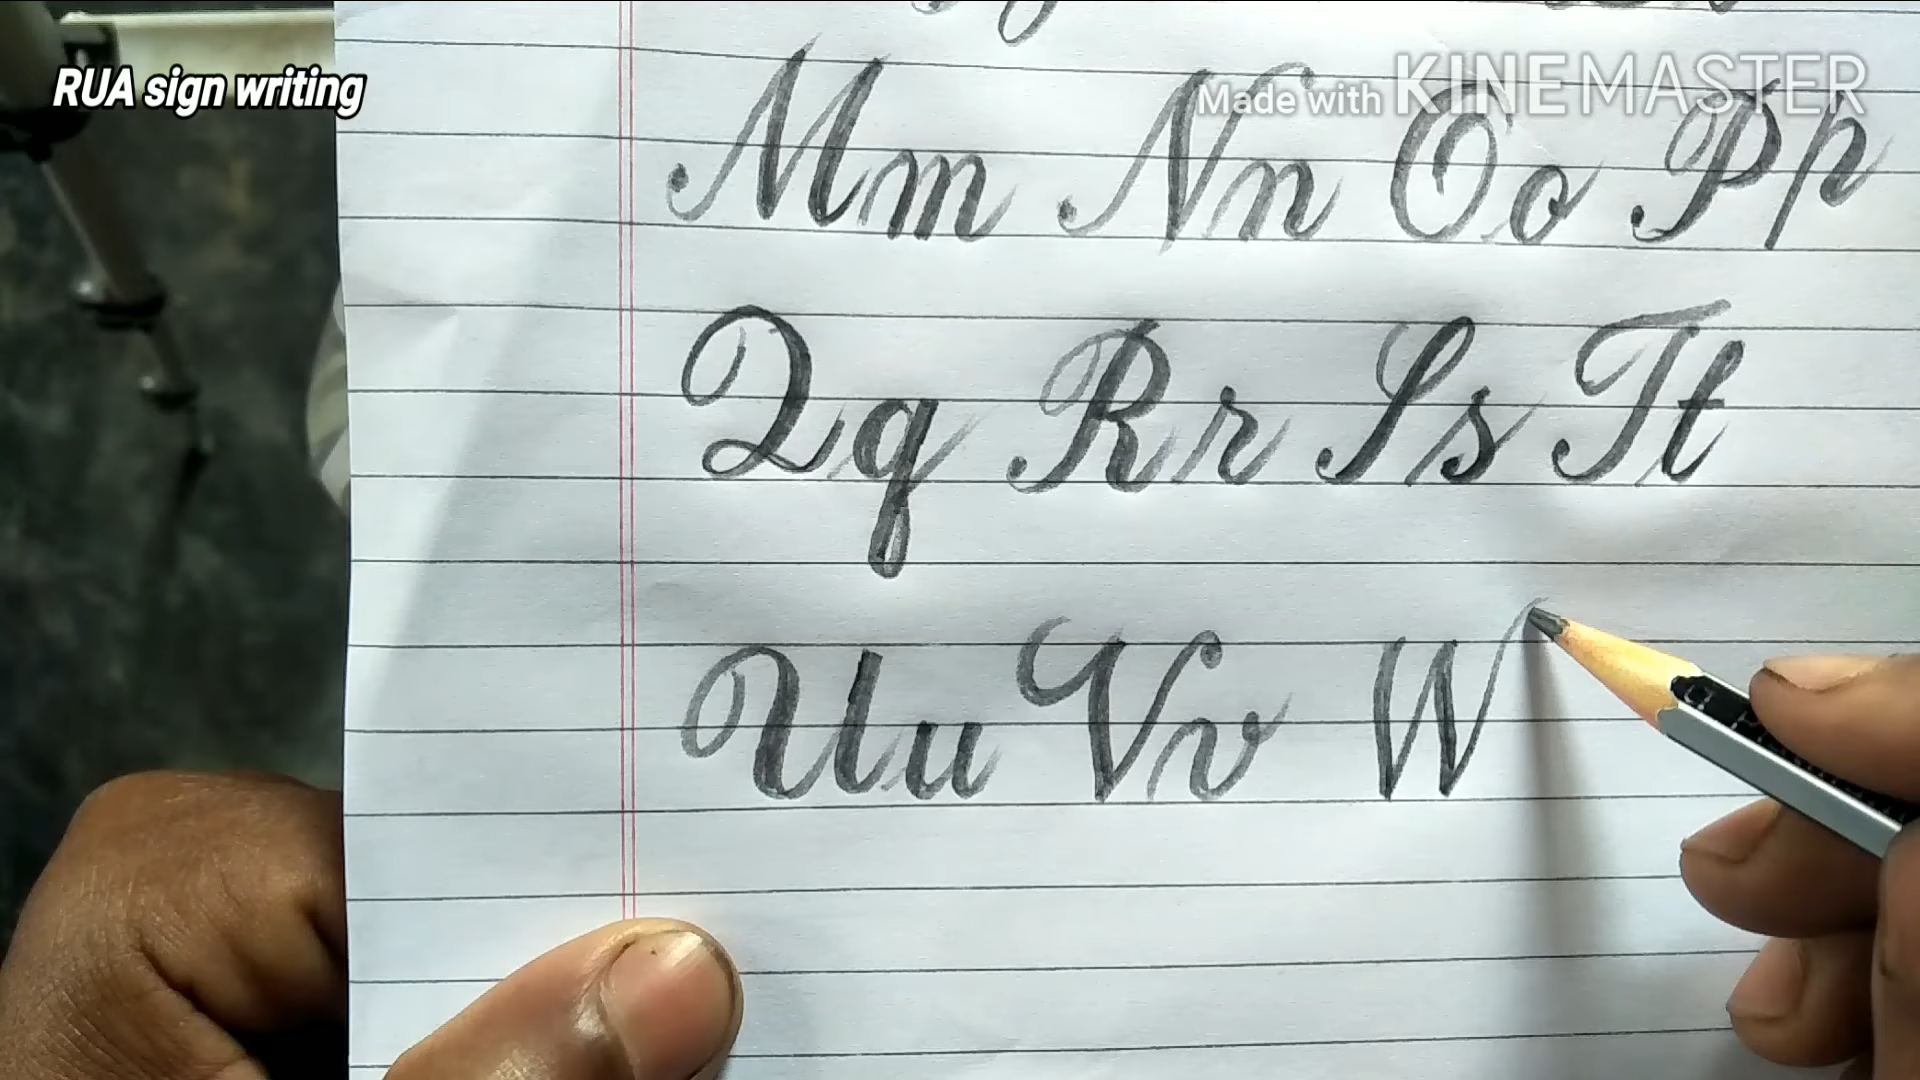 RUA sign writing
Made with KINEMASTER
Mm Nn Oo Pp
Qq Rr Ss Tt
Uu Vv W